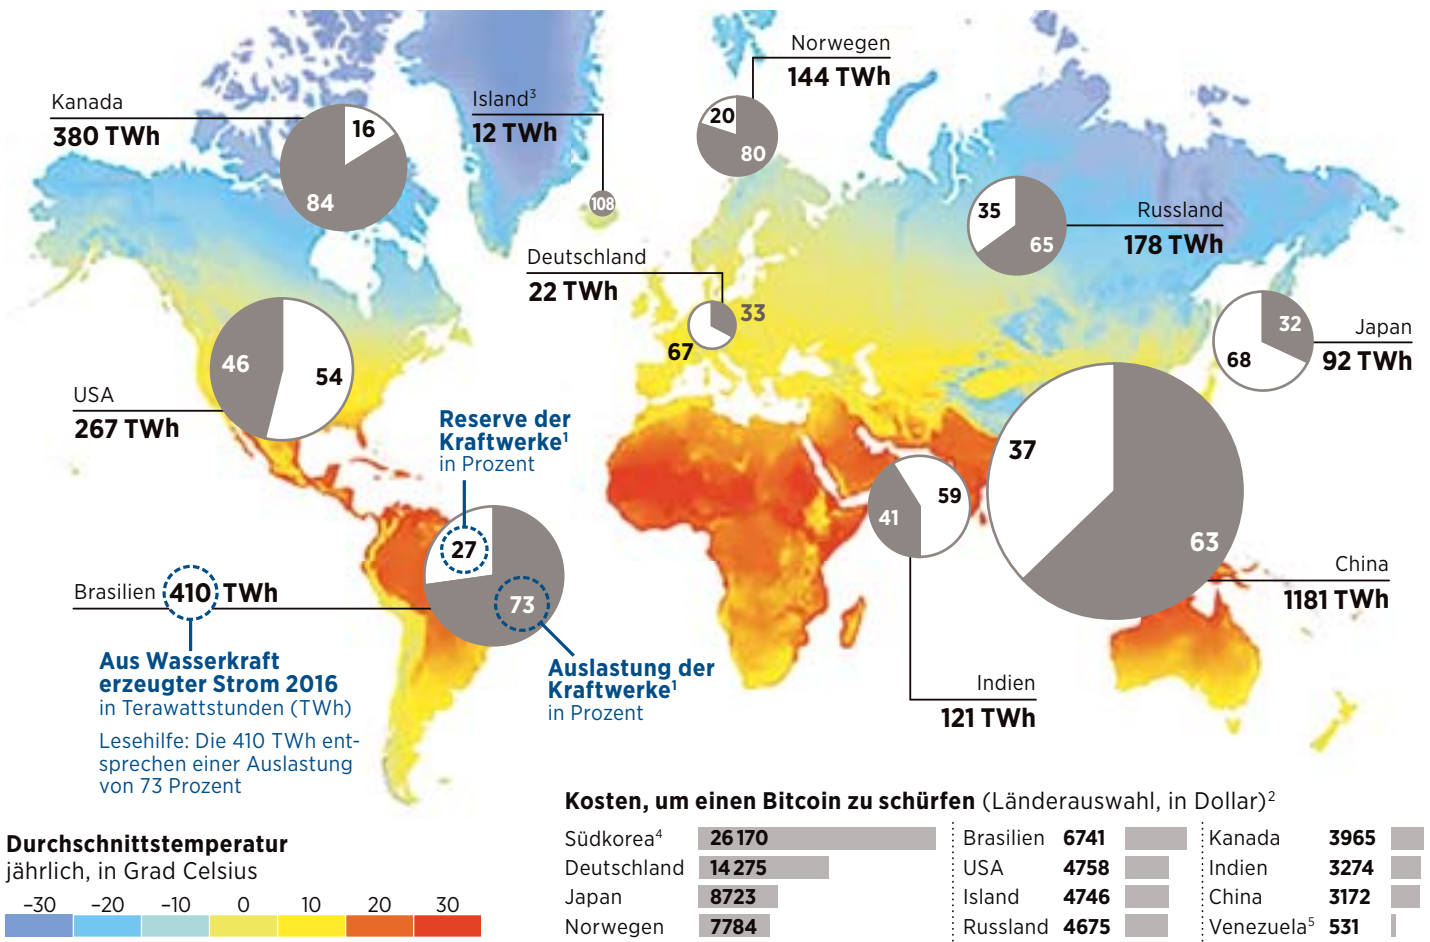 Norwegen
144 TWh
20
80
Kanada
380 TWh
16
84
Island³
12 TWh
108
Russland
178 TWh
35
65
Deutschland
22 TWh
33
67
Japan
92 TWh
32
68
USA
267 TWh
46
54
Reserve der
Kraftwerke¹
in Prozent
27
73
Brasilien 410 TWh
Aus Wasserkraft
erzeugter Strom 2016
in Terawattstunden (TWh)
Lesehilfe: Die 410 TWh ent-
sprechen einer Auslastung
von 73 Prozent
Auslastung der
Kraftwerke¹
in Prozent
59
41
Indien
121 TWh
37
63
China
1181 TWh
Durchschnittstemperatur
jährlich, in Grad Celsius
–30 –20 –10 0 10 20 30
Kosten, um einen Bitcoin zu schürfen (Länderauswahl, in Dollar)²
Südkorea⁴ 26 170
Deutschland 14 275
Japan 8723
Norwegen 7784
Brasilien 6741
USA 4758
Island 4746
Russland 4675
Kanada 3965
Indien 3274
China 3172
Venezuela⁵ 531